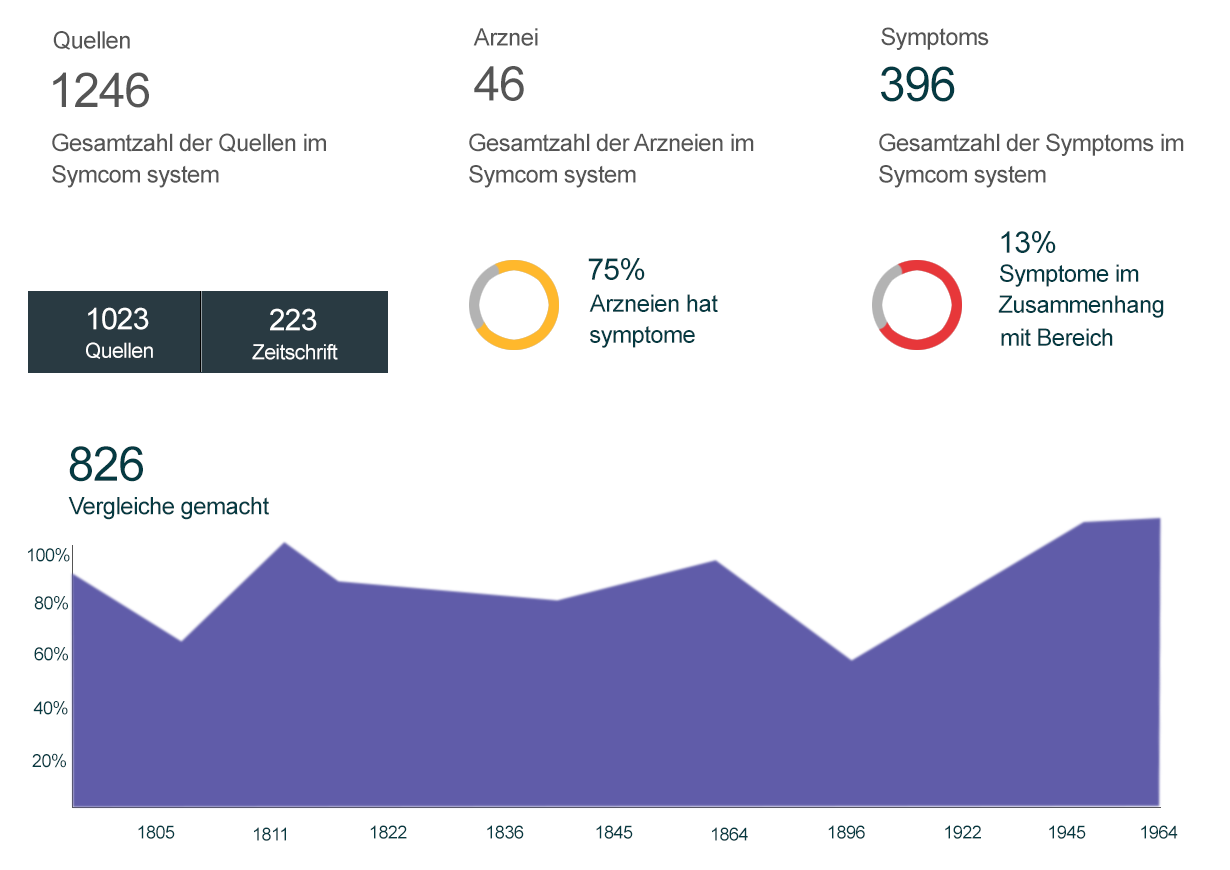 Quellen
1246
Gesamtzahl der Quellen im
Symcom system
Arznei
46
Gesamtzahl der Arzneien im
Symcom system
Symptoms
396
Gesamtzahl der Symptoms im
Symcom system
1023
Quellen
223
Zeitschrift
75%
Arzneien hat
symptome
13%
Symptome im
Zusammenhang
mit Bereich
826
Vergleiche gemacht
100%
80%
60%
40%
20%
1805 1811 1822 1836 1845 1864 1896 1922 1945 1964